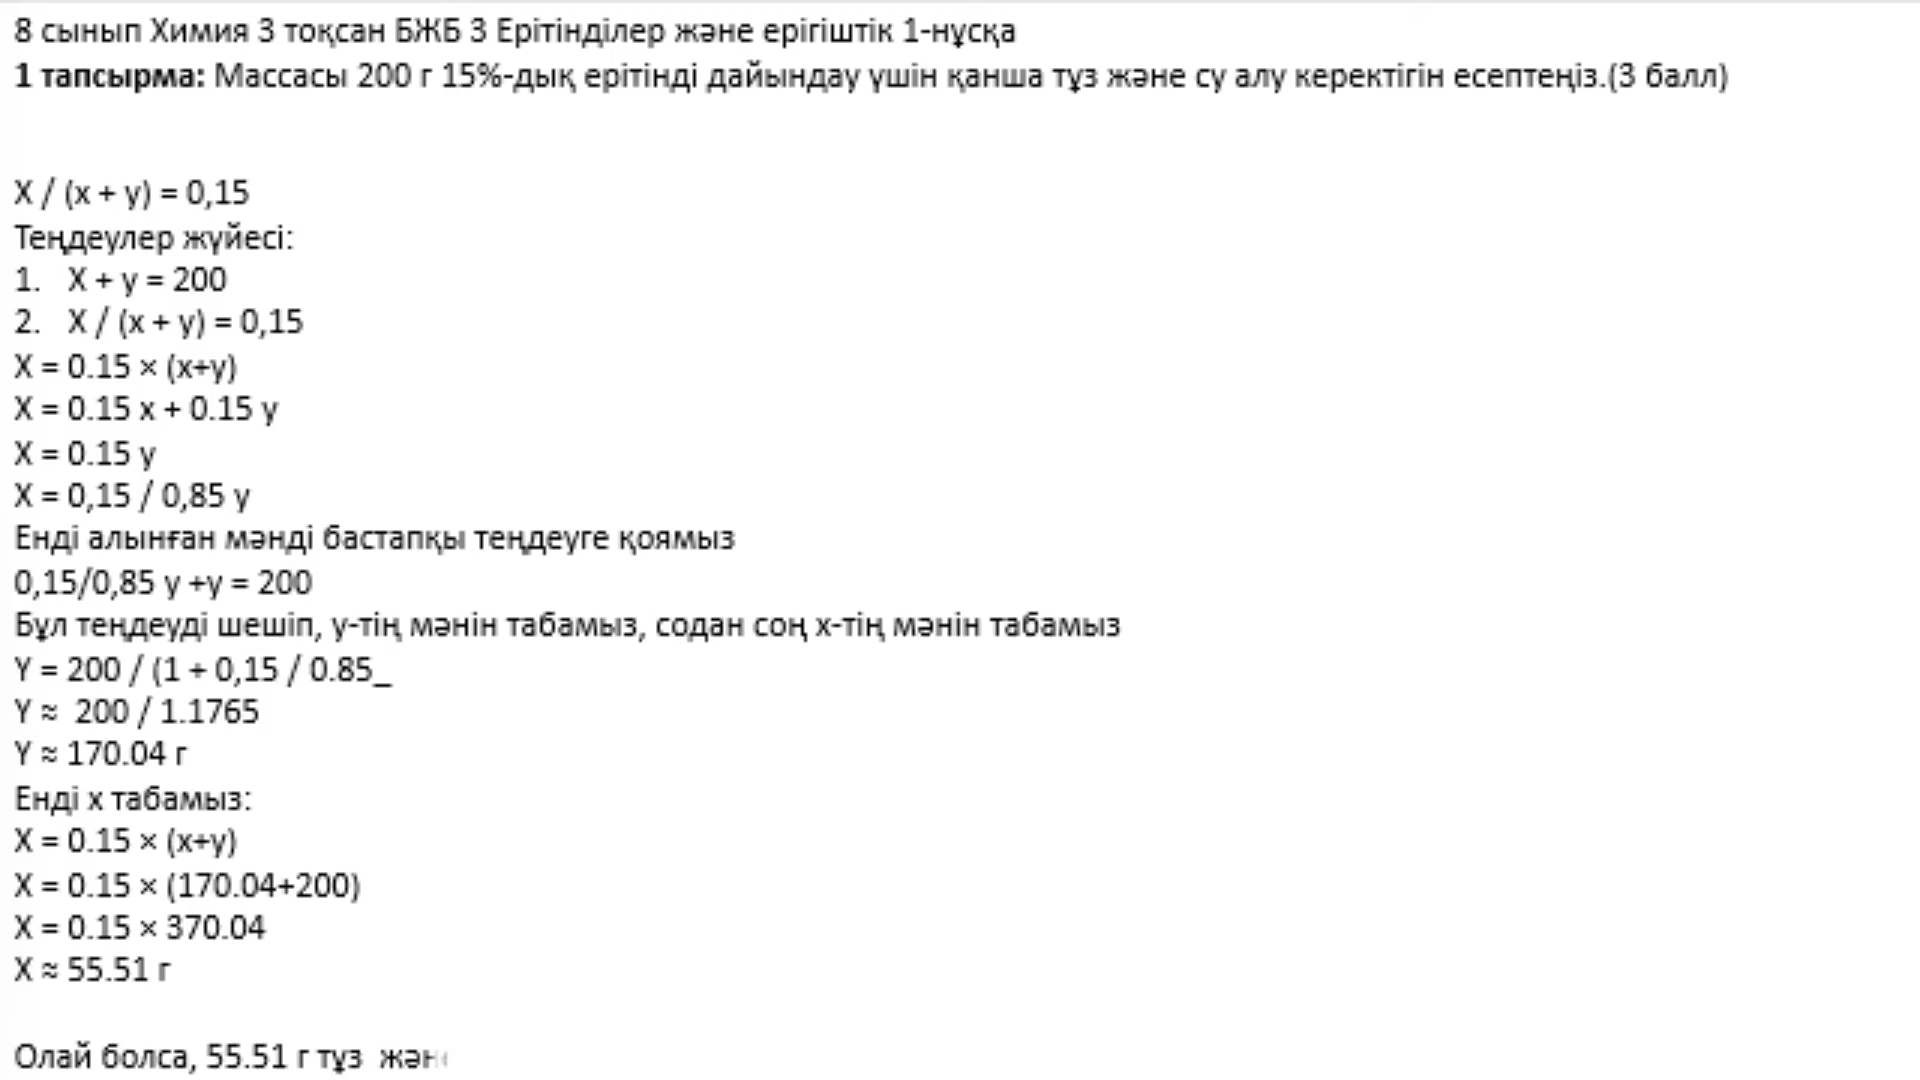 8 сынып Химия 3 тоқсан БЖБ 3 Ерітінділер және ерігіштік 1-нұсқа
1 тапсырма: Массасы 200 г 15%-дық ерітінді дайындау үшін қанша тұз және су алу керектігін есептеңіз.(3 балл)
X / (x + y) = 0,15
Теңдеулер жүйесі:
1. X + y = 200
2. X / (x + y) = 0,15
X = 0.15 × (x+y)
X = 0.15 x + 0.15 y
X = 0.15 y
X = 0,15 / 0,85 y
Енді алынған мәнді бастапқы теңдеуге қоямыз
0,15/0,85 y +y = 200
Бұл теңдеуді шешіп, y-тің мәнін табамыз, содан соң x-тің мәнін табамыз
Y = 200 / (1 + 0,15 / 0.85_
Y ≈ 200 / 1.1765
Y ≈ 170.04 г
Енді x табамыз:
X = 0.15 × (x+y)
X = 0.15 × (170.04+200)
X = 0.15 × 370.04
X ≈ 55.51 г
Олай болса, 55.51 г тұз және